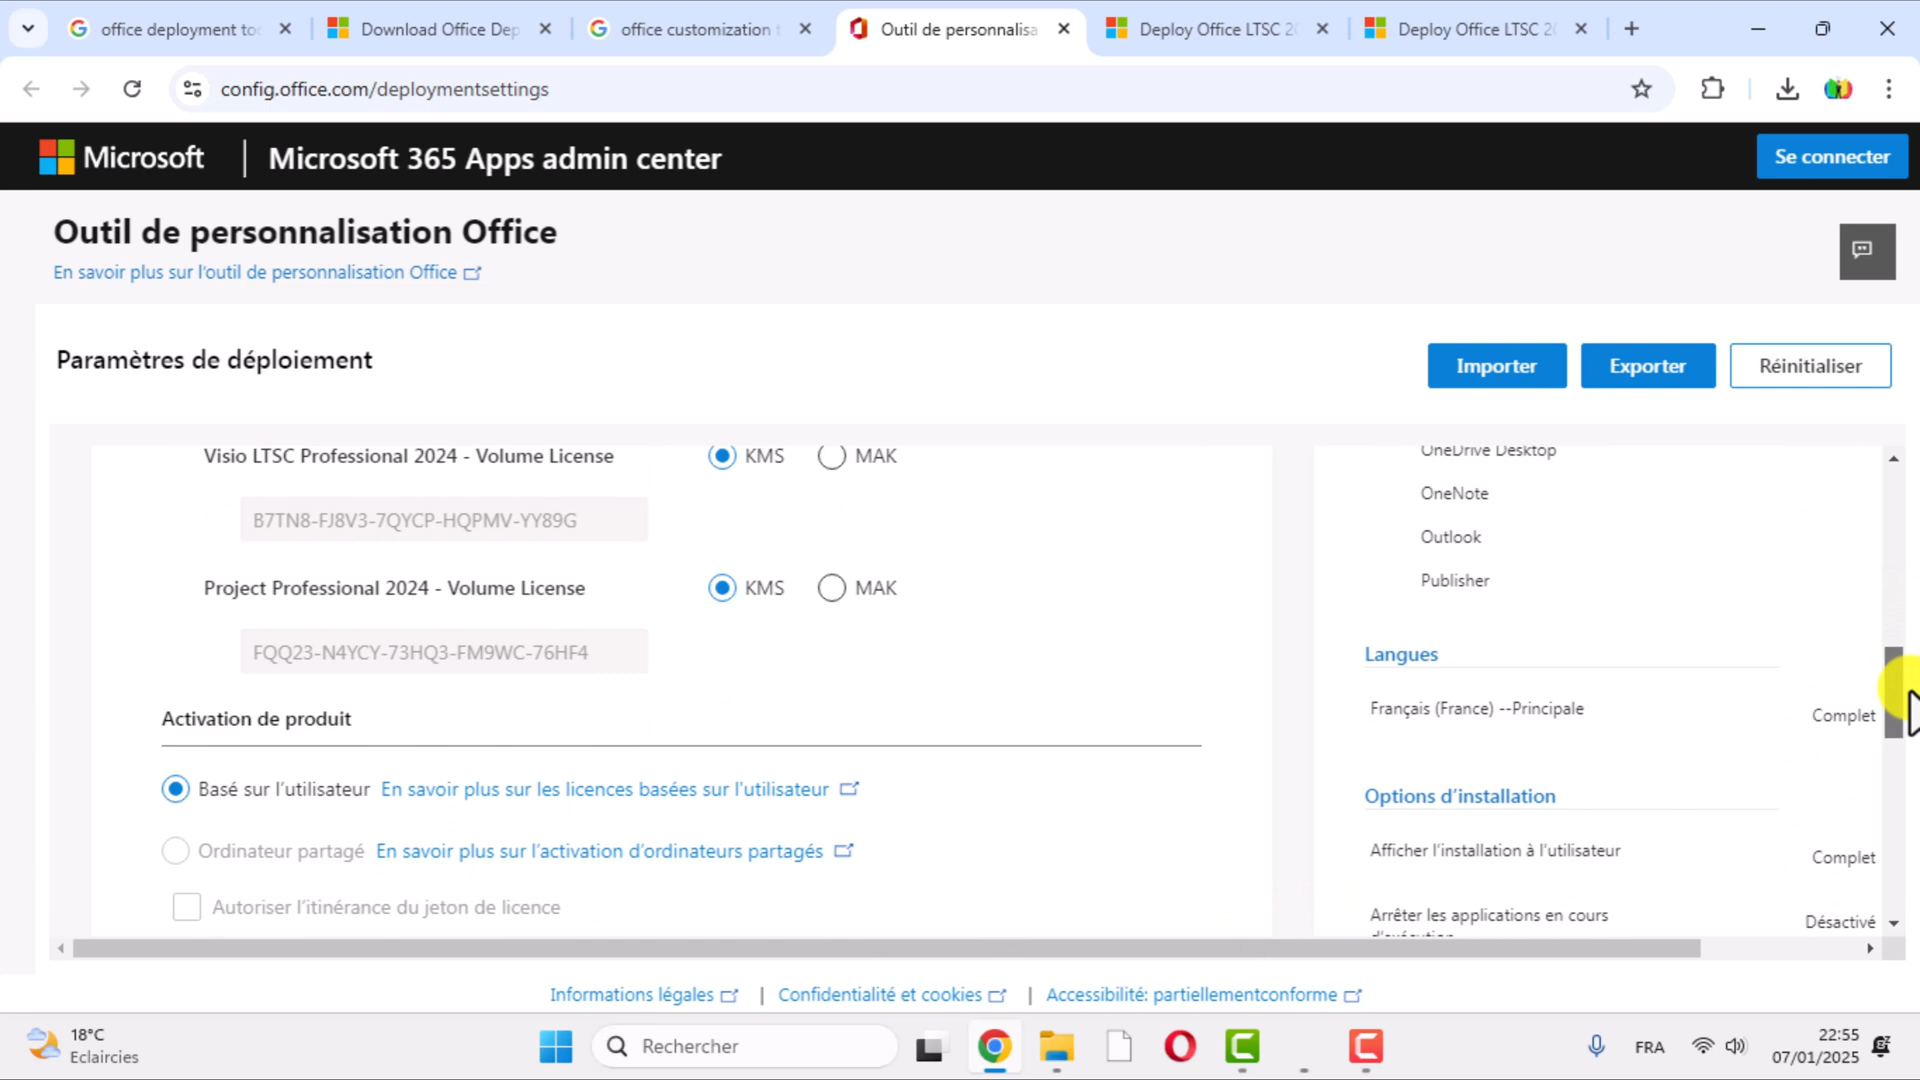 office deployment to
Download Office Dep
office customization t
Outil de personnalisa
Deploy Office LTSC 20
Deploy Office LTSC 20
config.office.com/deploymentsettings
Microsoft
Microsoft 365 Apps admin center
Se connecter
Outil de personnalisation Office
En savoir plus sur l'outil de personnalisation Office
Paramètres de déploiement
Importer
Exporter
Réinitialiser
Visio LTSC Professional 2024 - Volume License
KMS
MAK
B7TN8-FJ8V3-7QYCP-HQPMV-YY89G
Project Professional 2024 - Volume License
KMS
MAK
FQQ23-N4YCY-73HQ3-FM9WC-76HF4
Activation de produit
Basé sur l'utilisateur En savoir plus sur les licences basées sur l'utilisateur
Ordinateur partagé En savoir plus sur l'activation d'ordinateurs partagés
Autoriser l'itinérance du jeton de licence
OneDrive Desktop
OneNote
Outlook
Publisher
Langues
Français (France) --Principale
Complet
Options d'installation
Afficher l'installation à l'utilisateur
Complet
Arrêter les applications en cours
d'exécution
Désactivé
Informations légales | Confidentialité et cookies | Accessibilité: partiellementconforme
18°C
Eclaircies
Rechercher
FRA
22:55
07/01/2025